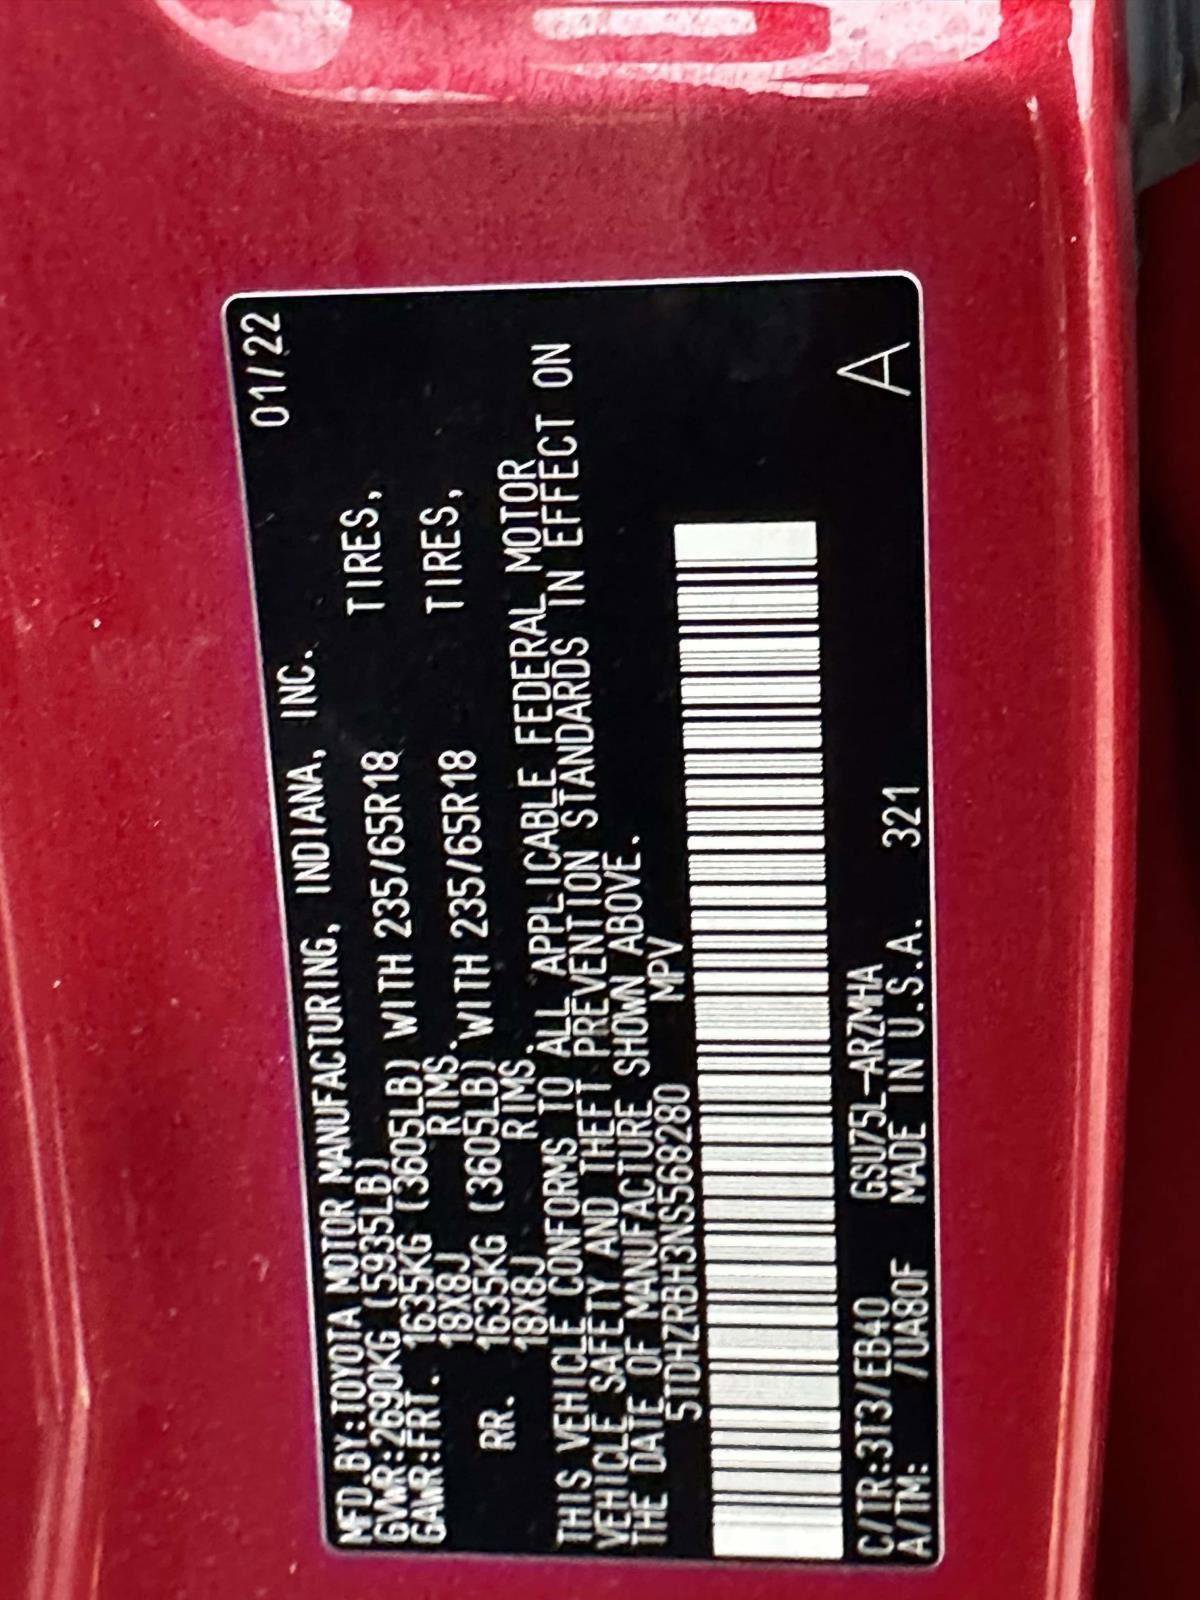 MFD.BY:TOYOTA MOTOR MANUFACTURING, INDIANA, INC. 01/22
GVWR:2690KG (5935LB)
GAWR:FRT. 1635KG (3605LB) WITH 235/65R18 TIRES,
18X8J RIMS.
RR. 1635KG (3605LB) WITH 235/65R18 TIRES,
18X8J RIMS.
THIS VEHICLE CONFORMS TO ALL APPLICABLE FEDERAL MOTOR
VEHICLE SAFETY AND THEFT PREVENTION STANDARDS IN EFFECT ON
THE DATE OF MANUFACTURE SHOWN ABOVE.
5TDHZRBH3NS568280 MPV
C/TR:3T3/EB40 GSU75L-ARZMHA
A/TM: /UA80F MADE IN U.S.A. 321 A